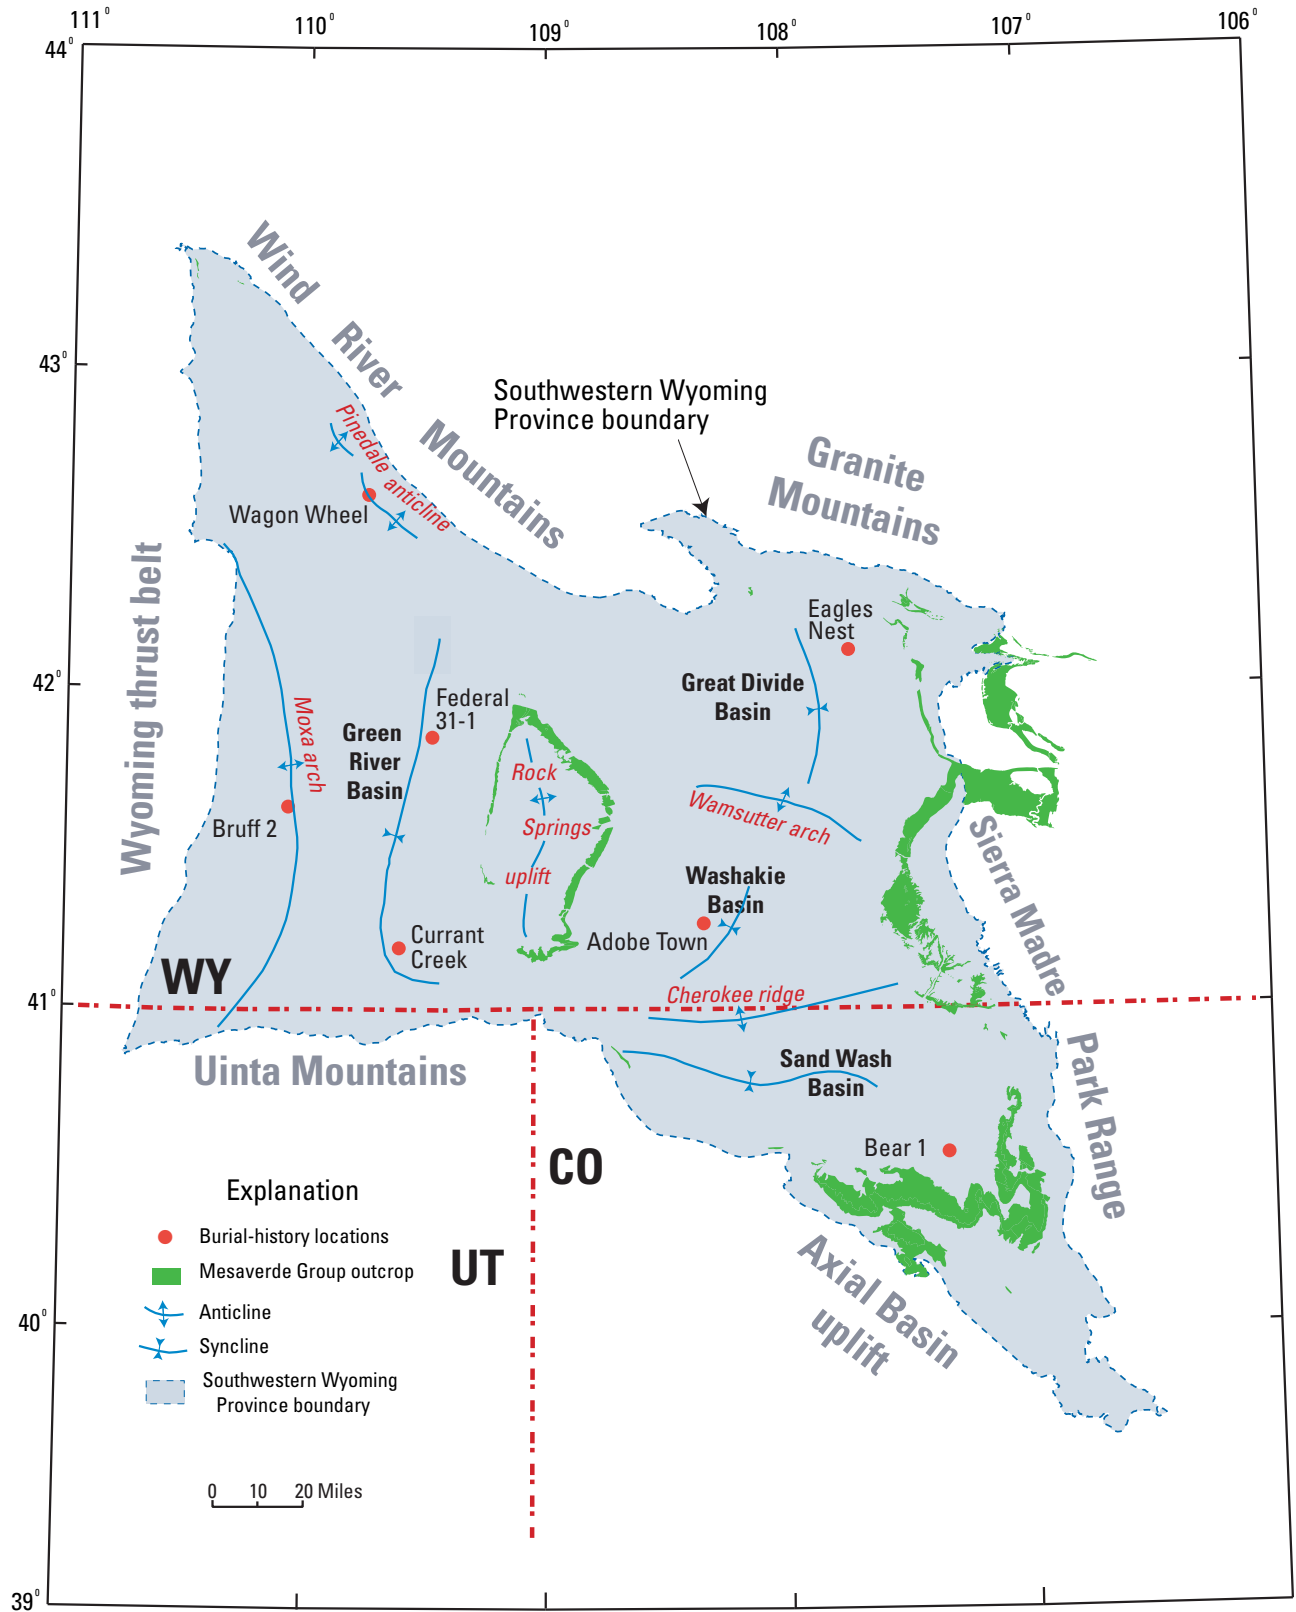 111°
110°
109°
108°
107°
106°
44°
43°
42°
41°
40°
39°
Wind
River
Mountains
Southwestern Wyoming
Province boundary
Granite
Mountains
Pinedale anticline
Wagon Wheel
Wyoming thrust belt
Eagles
Nest
Great Divide
Basin
Federal
31-1
Moxa arch
Green
River
Basin
Rock
Springs
uplift
Bruff 2
Wamsutter arch
Sierra Madre
Washakie
Basin
Adobe Town
Currant
Creek
WY
Cherokee ridge
Uinta Mountains
Sand Wash
Basin
Park Range
Bear 1
CO
UT
Axial Basin
uplift
Explanation
Burial-history locations
Mesaverde Group outcrop
Anticline
Syncline
Southwestern Wyoming
Province boundary
0 10 20 Miles